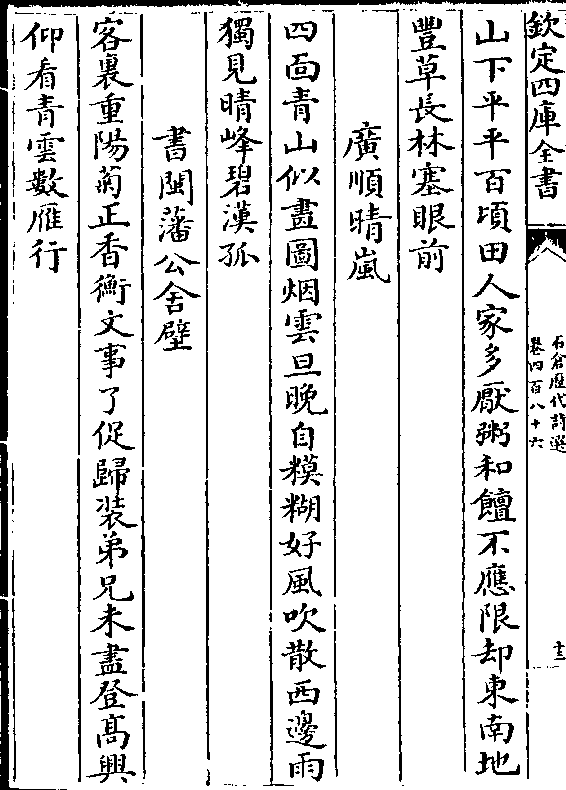 欽定四庫全書
石倉歴代詩選
卷四百八十六
十三
山下平平百頃田人家多厭粥和饘不應限却東南地
豐草長林塞眼前
廣順晴嵐
四面青山似畫圖烟雲旦晩自糢糊好風吹散西邊雨
獨見晴峰碧漢孤
書閩藩公舍壁
客裏重陽菊正香衡文事了促歸装弟兄未盡登髙興
仰看青雲數雁行